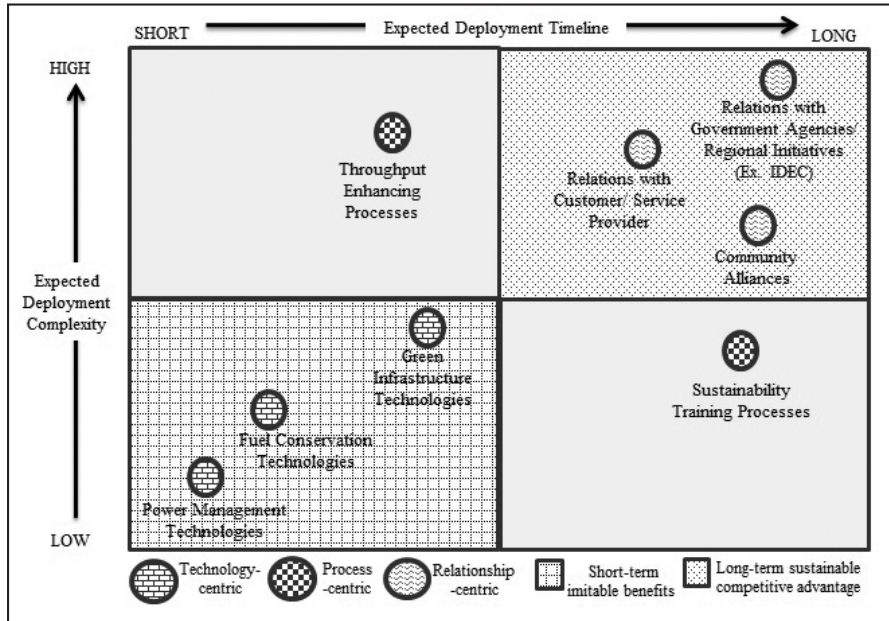 SHORT
Expected Deployment Timeline
LONG
HIGH
Relations with
Government Agencies/
Regional Initiatives
(Ex. IDEC)
Throughput
Enhancing
Processes
Relations with
Customer/ Service
Provider
Community
Alliances
Expected
Deployment
Complexity
Green
Infrastructure
Technologies
Sustainability
Training Processes
Fuel Conservation
Technologies
Power Management
Technologies
LOW
Technology-
centric
Process
-centric
Relationship
-centric
Short-term
imitable benefits
Long-term sustainable
competitive advantage